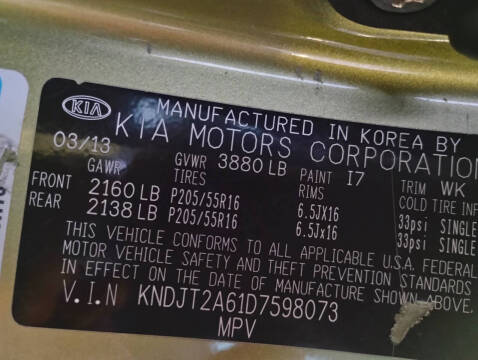 KIA MANUFACTURED IN KOREA BY
03/13 KIA MOTORS CORPORATION
GAWR GVWR 3880 LB PAINT I7 TRIM WK
TIRES RIMS COLD TIRE
FRONT 2160 LB P205/55R16 6.5Jx16 33psi SINGLE
REAR 2138 LB P205/55R16 6.5Jx16 33psi SINGLE
THIS VEHICLE CONFORMS TO ALL APPLICABLE U.S.A. FEDERAL
MOTOR VEHICLE SAFETY AND THEFT PREVENTION STANDARDS
IN EFFECT ON THE DATE OF MANUFACTURE SHOWN ABOVE.
V.I.N KNDJT2A61D7598073
MPV